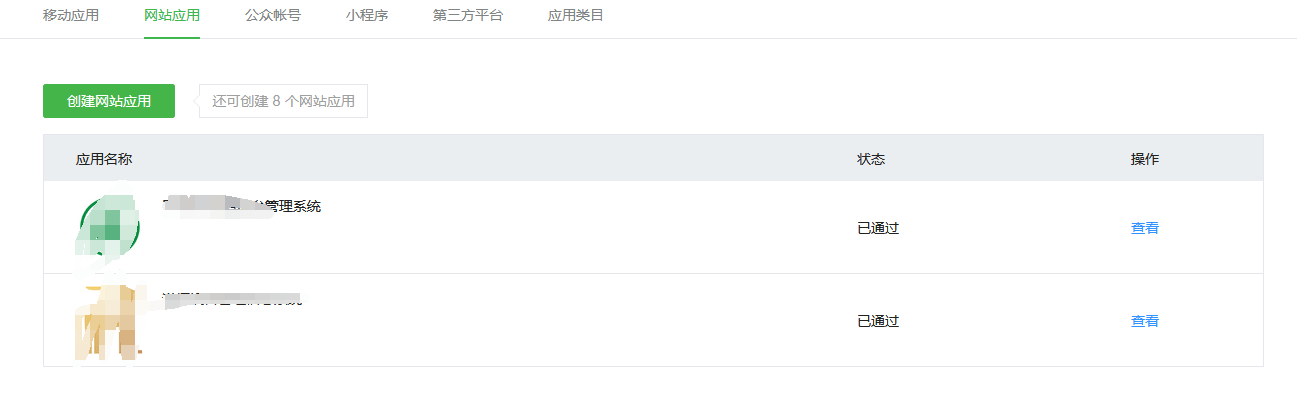 移动应用 网站应用 公众帐号 小程序 第三方平台 应用类目
创建网站应用 还可创建 8 个网站应用
应用名称 状态 操作
管理系统
已通过 查看
已通过 查看